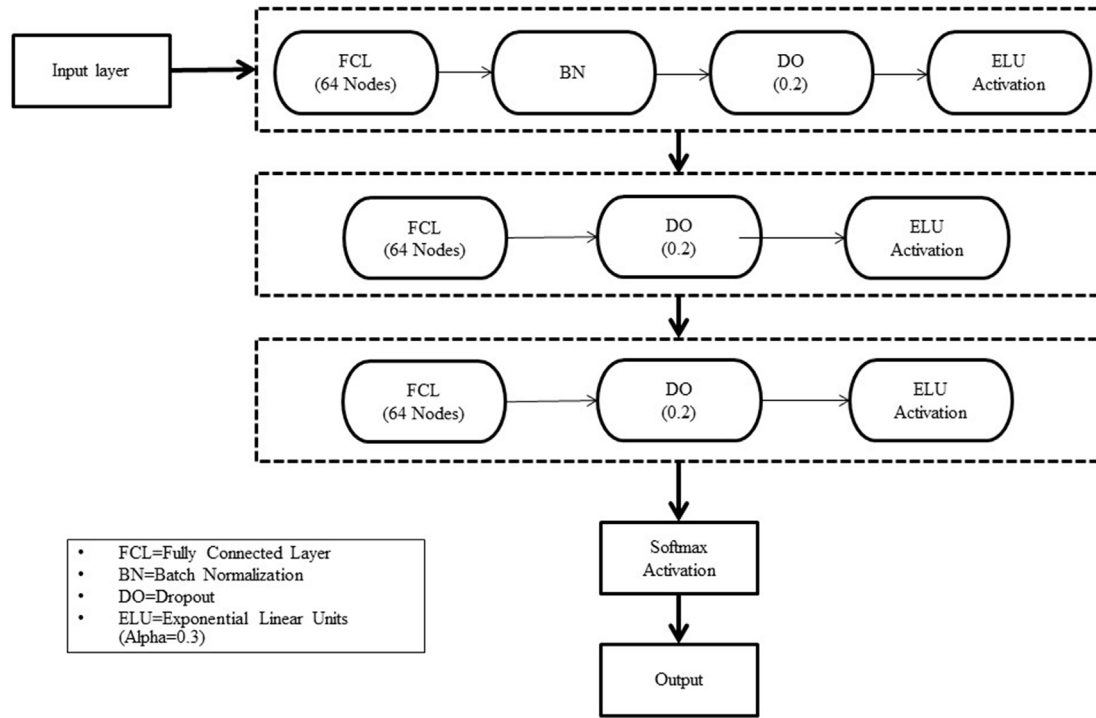 Input layer
FCL
(64 Nodes)
BN
DO
(0.2)
ELU
Activation
FCL
(64 Nodes)
DO
(0.2)
ELU
Activation
FCL
(64 Nodes)
DO
(0.2)
ELU
Activation
Softmax
Activation
Output
• FCL=Fully Connected Layer
• BN=Batch Normalization
• DO=Dropout
• ELU=Exponential Linear Units
(Alpha=0.3)